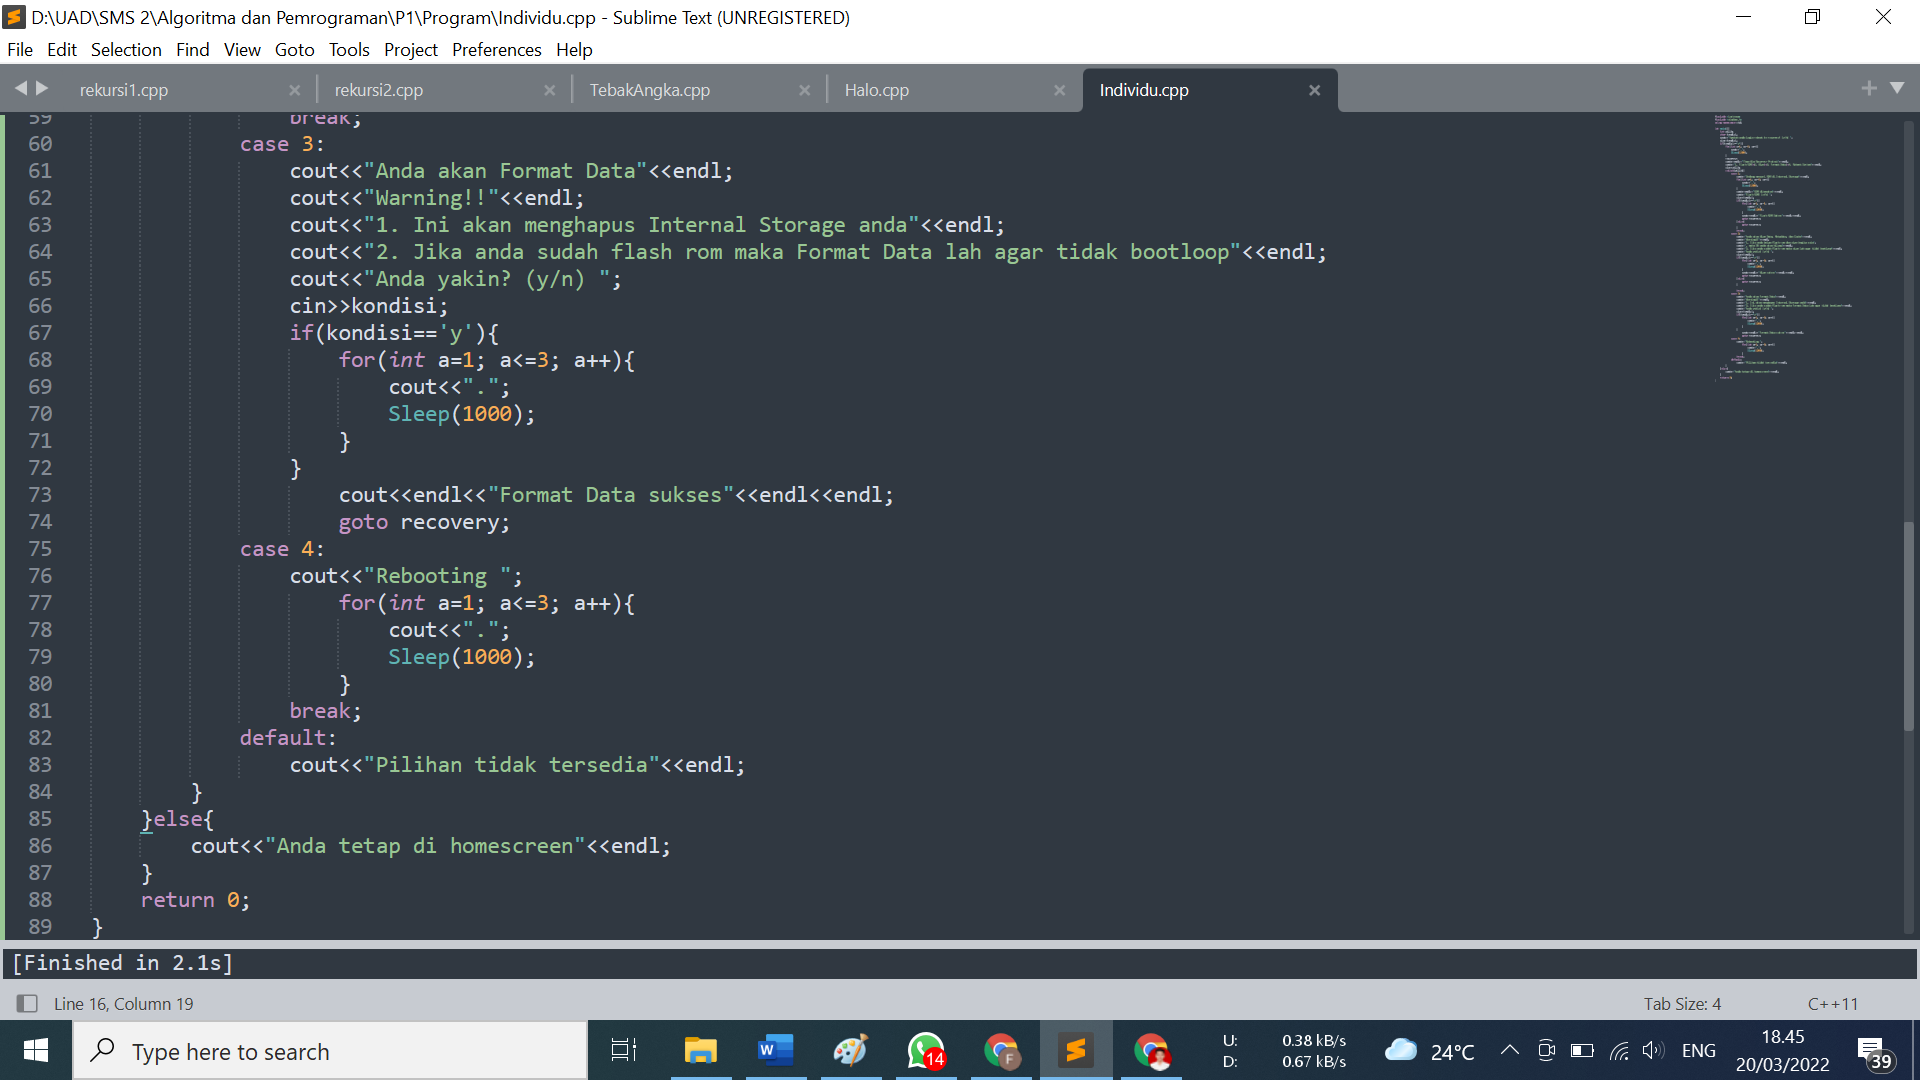 D:\UAD\SMS 2\Algoritma dan Pemrograman\P1\Program\Individu.cpp - Sublime Text (UNREGISTERED)
File Edit Selection Find View Goto Tools Project Preferences Help
rekursi1.cpp rekursi2.cpp TebakAngka.cpp Halo.cpp Individu.cpp
59 break;
60 case 3:
61 cout<<"Anda akan Format Data"<<endl;
62 cout<<"Warning!!"<<endl;
63 cout<<"1. Ini akan menghapus Internal Storage anda"<<endl;
64 cout<<"2. Jika anda sudah flash rom maka Format Data lah agar tidak bootloop"<<endl;
65 cout<<"Anda yakin? (y/n) ";
66 cin>>kondisi;
67 if(kondisi=='y'){
68 for(int a=1; a<=3; a++){
69 cout<<".";
70 Sleep(1000);
71 }
72 }
73 cout<<endl<<"Format Data sukses"<<endl<<endl;
74 goto recovery;
75 case 4:
76 cout<<"Rebooting ";
77 for(int a=1; a<=3; a++){
78 cout<<".";
79 Sleep(1000);
80 }
81 break;
82 default:
83 cout<<"Pilihan tidak tersedia"<<endl;
84 }
85 }else{
86 cout<<"Anda tetap di homescreen"<<endl;
87 }
88 return 0;
89 }
[Finished in 2.1s]
Line 16, Column 19 Tab Size: 4 C++11
Type here to search
14
F
U: 0.38 kB/s
D: 0.67 kB/s
24°C
ENG
18.45
20/03/2022
39